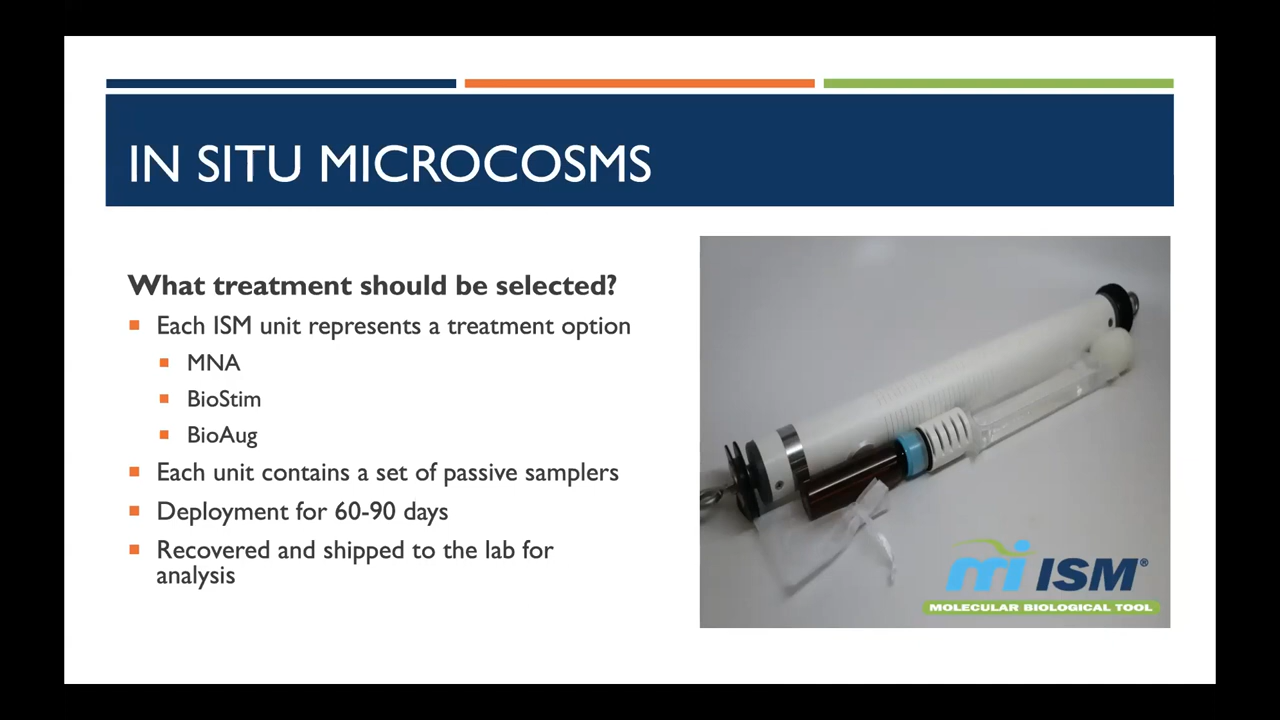 IN SITU MICROCOSMS
What treatment should be selected?
Each ISM unit represents a treatment option
MNA
BioStim
BioAug
Each unit contains a set of passive samplers
Deployment for 60-90 days
Recovered and shipped to the lab for
analysis
mi ISM®
MOLECULAR BIOLOGICAL TOOL